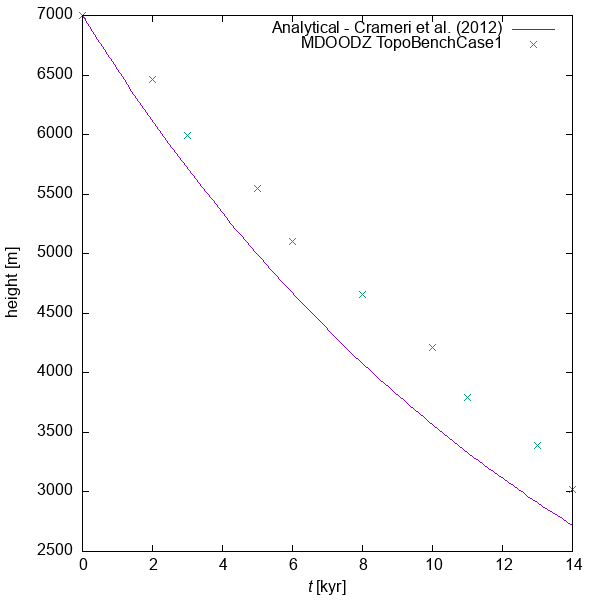 7000
6500
6000
5500
5000
4500
4000
3500
3000
2500
height [m]
Analytical - Crameri et al. (2012)
MDOODZ TopoBenchCase1
0 2 4 6 8 10 12 14
t [kyr]